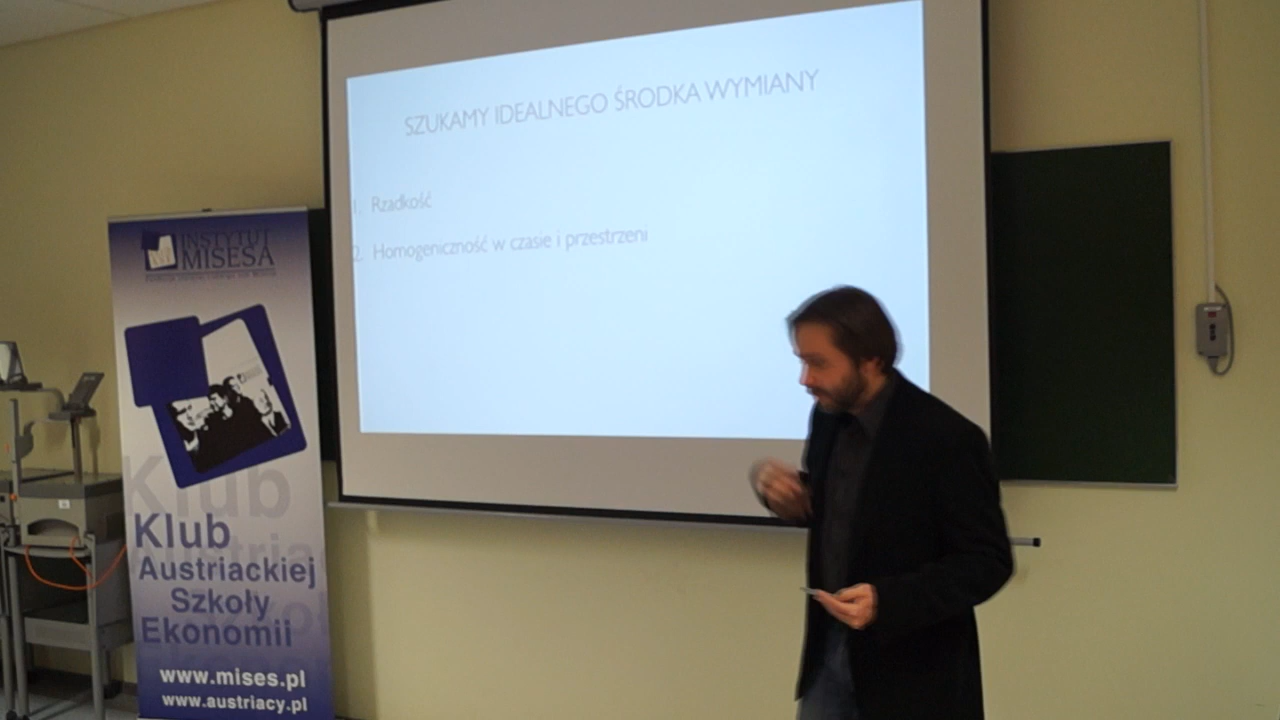 SZUKAMY IDEALNEGO ŚRODKA WYMIANY
1. Rzadkość
2. Homogeniczność w czasie i przestrzeni
INSTYTUT
MISESA
Klub
Klub
Austriackiej
Szkoły
Ekonomii
www.mises.pl
www.austriacy.pl